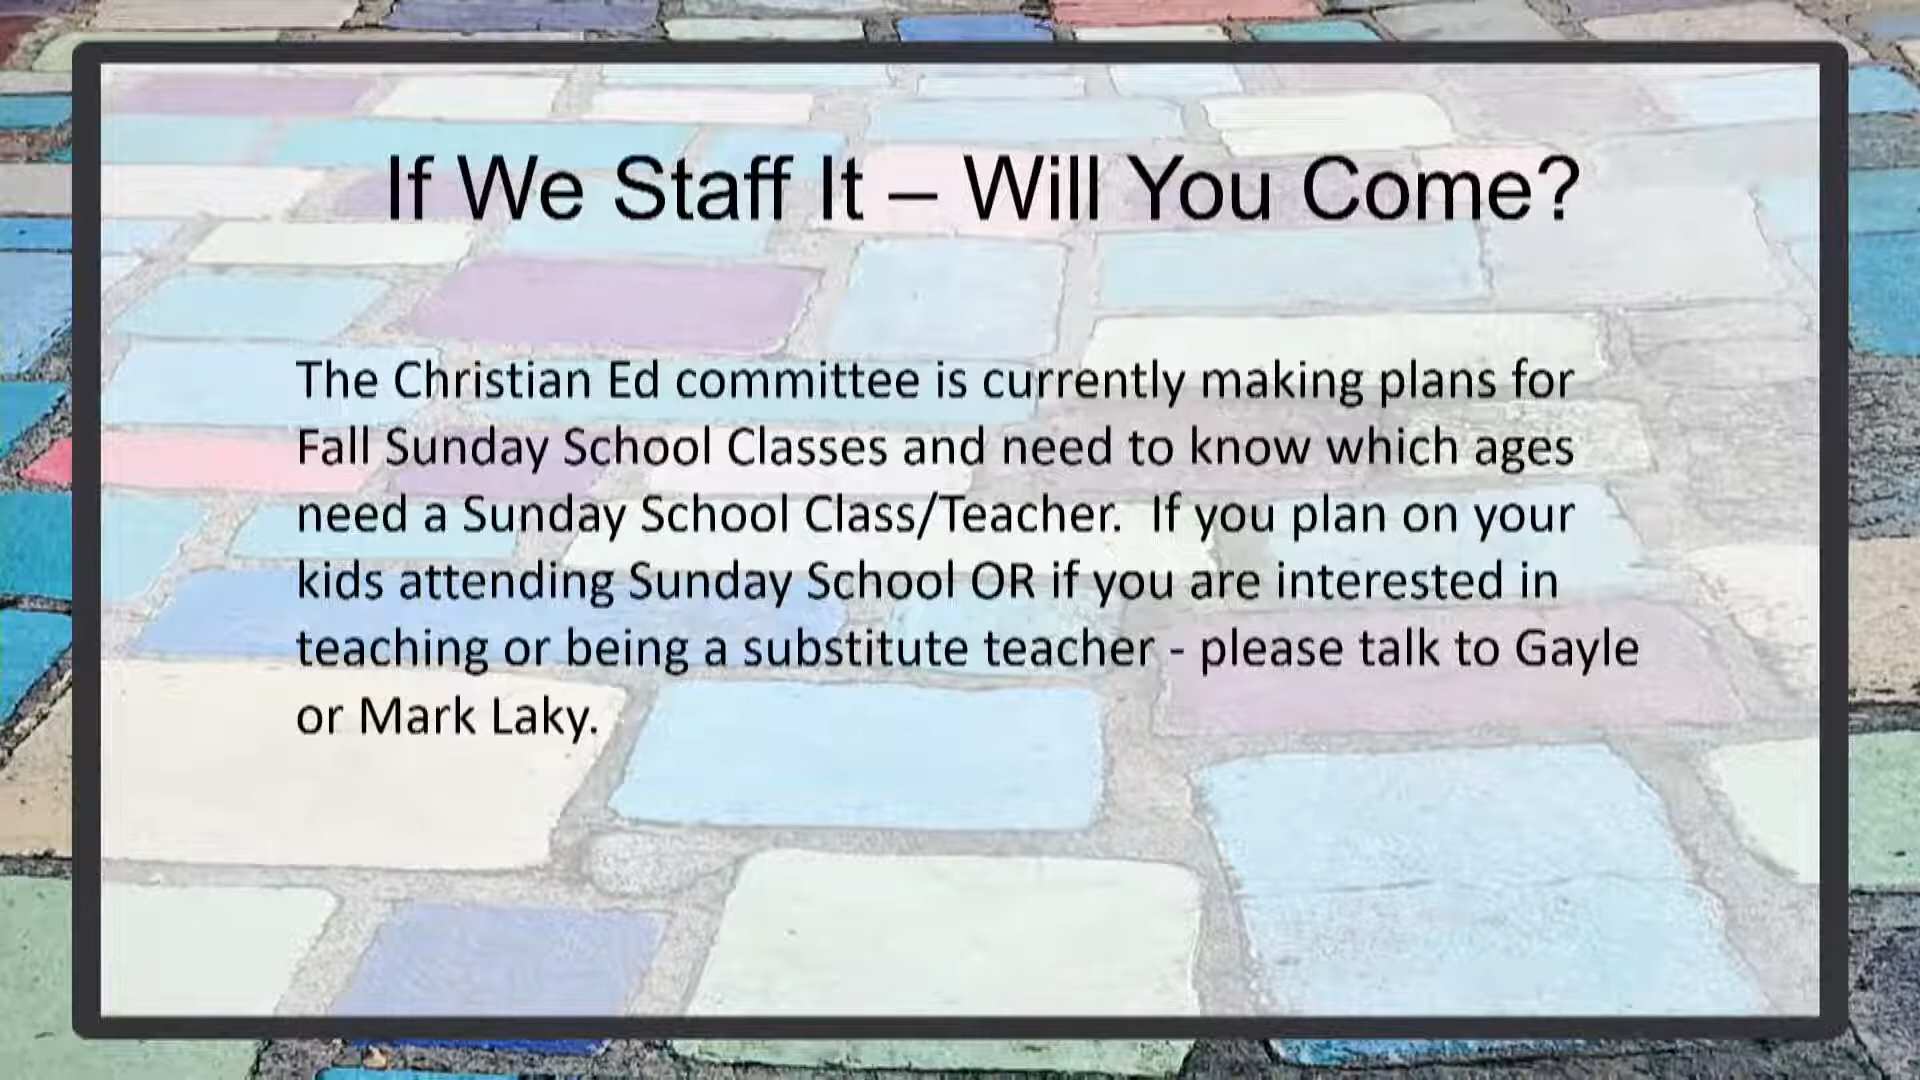 If We Staff It – Will You Come?
The Christian Ed committee is currently making plans for
Fall Sunday School Classes and need to know which ages
need a Sunday School Class/Teacher.  If you plan on your
kids attending Sunday School OR if you are interested in
teaching or being a substitute teacher - please talk to Gayle
or Mark Laky.